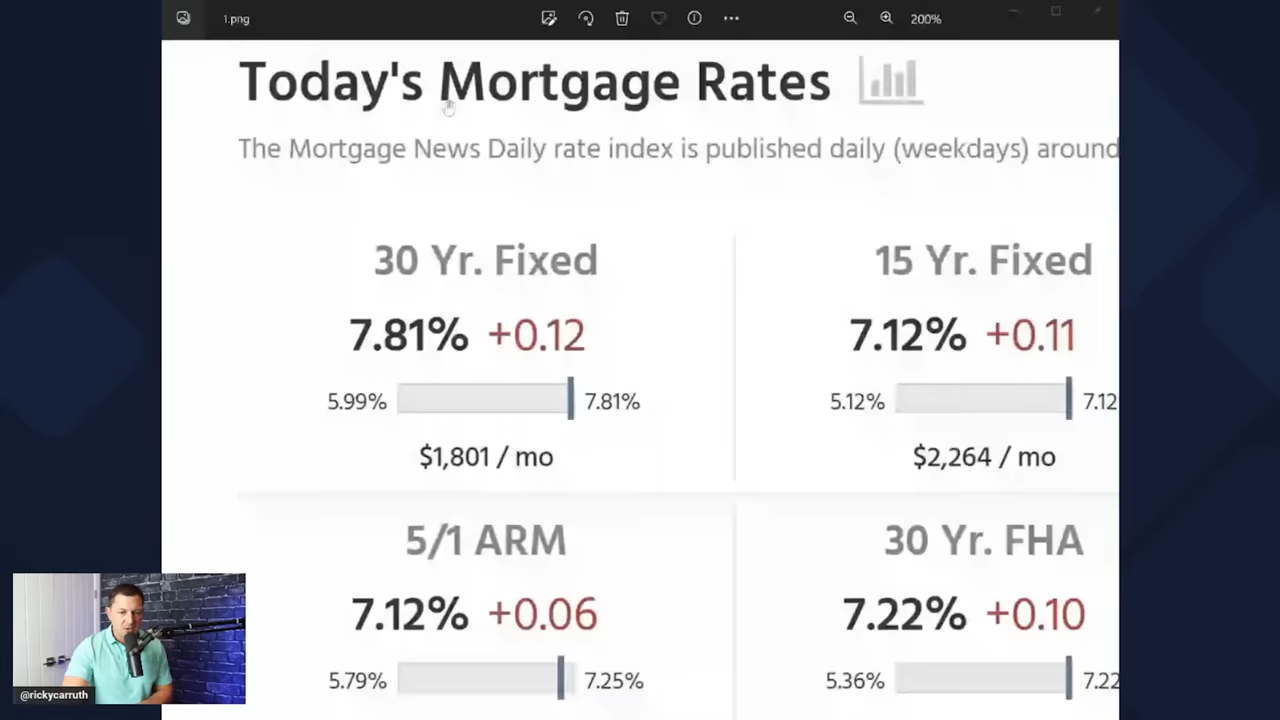 1.png
200%
Today's Mortgage Rates
The Mortgage News Daily rate index is published daily (weekdays) around
30 Yr. Fixed
7.81% +0.12
5.99% 7.81%
$1,801 / mo
15 Yr. Fixed
7.12% +0.11
5.12% 7.12
$2,264 / mo
5/1 ARM
7.12% +0.06
5.79% 7.25%
30 Yr. FHA
7.22% +0.10
5.36% 7.22
@rickycarruth